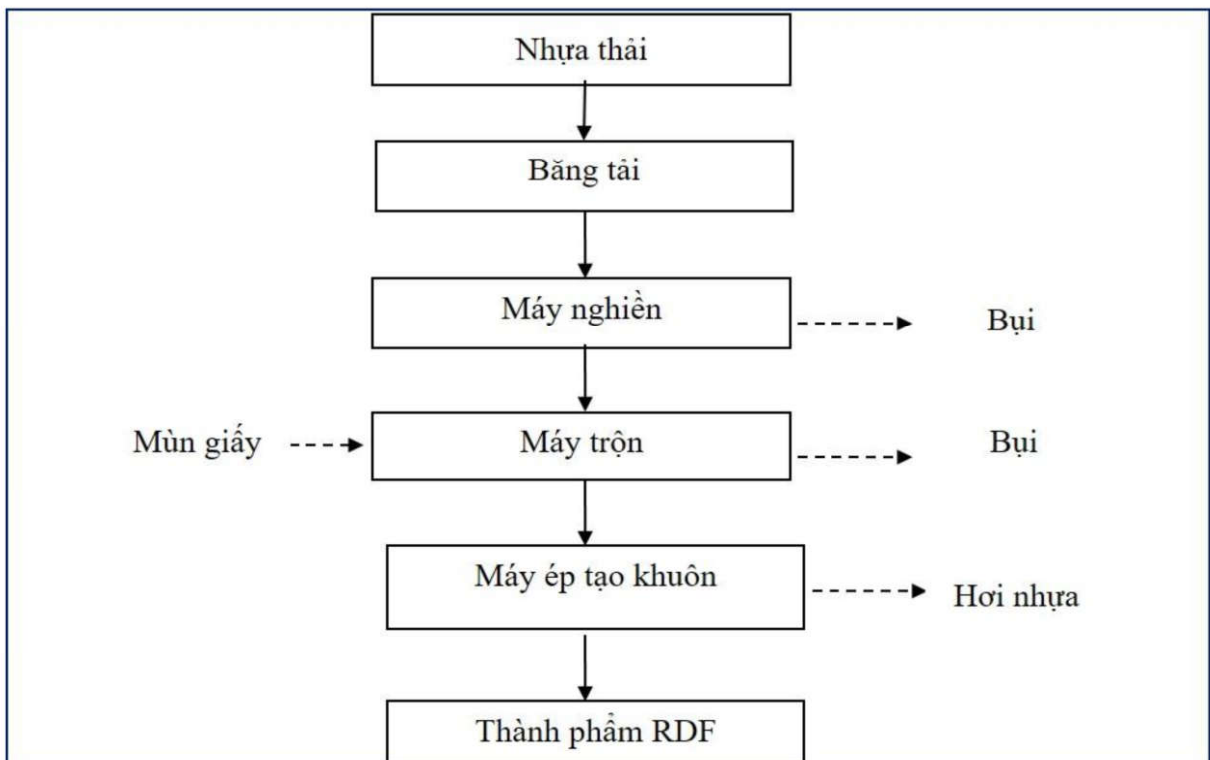 Nhựa thải
Băng tải
Máy nghiền
Bụi
Mùn giấy
Máy trộn
Bụi
Máy ép tạo khuôn
Hơi nhựa
Thành phẩm RDF